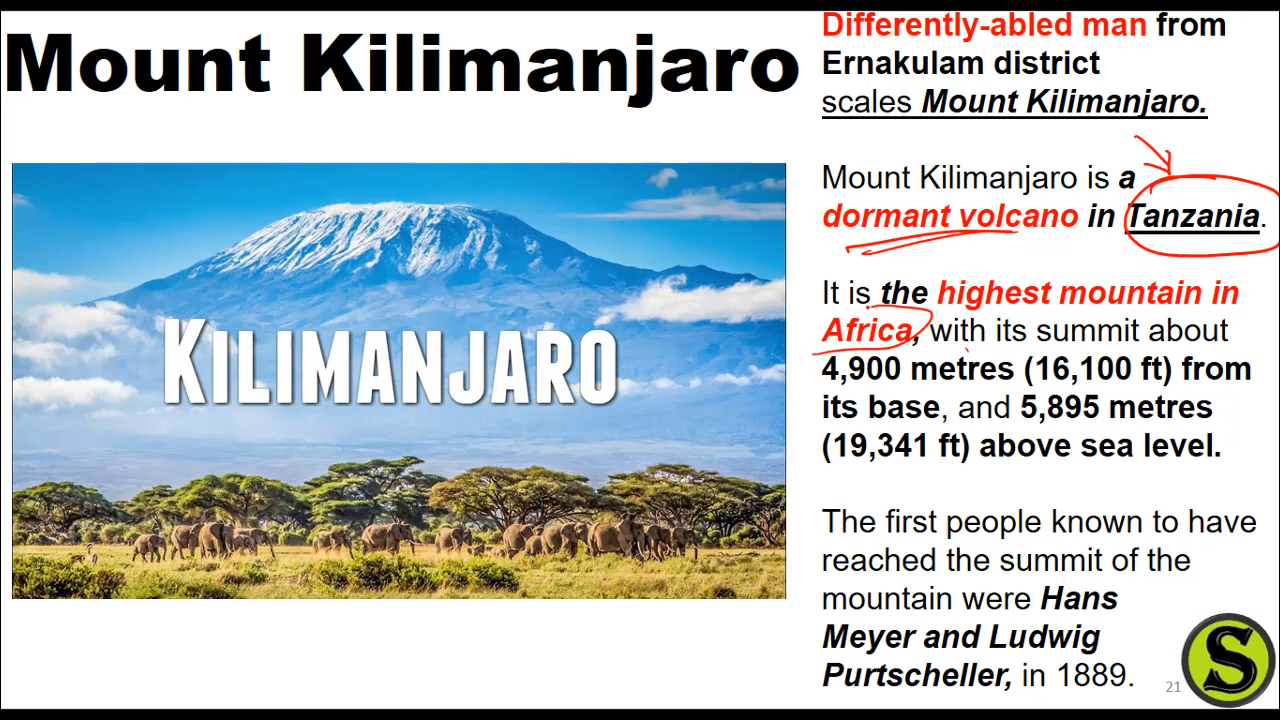 Mount Kilimanjaro
KILIMANJARO
Differently-abled man from
Ernakulam district
scales Mount Kilimanjaro.
Mount Kilimanjaro is a
dormant volcano in Tanzania.
It is the highest mountain in
Africa, with its summit about
4,900 metres (16,100 ft) from
its base, and 5,895 metres
(19,341 ft) above sea level.
The first people known to have
reached the summit of the
mountain were Hans
Meyer and Ludwig
Purtscheller, in 1889.
21
S